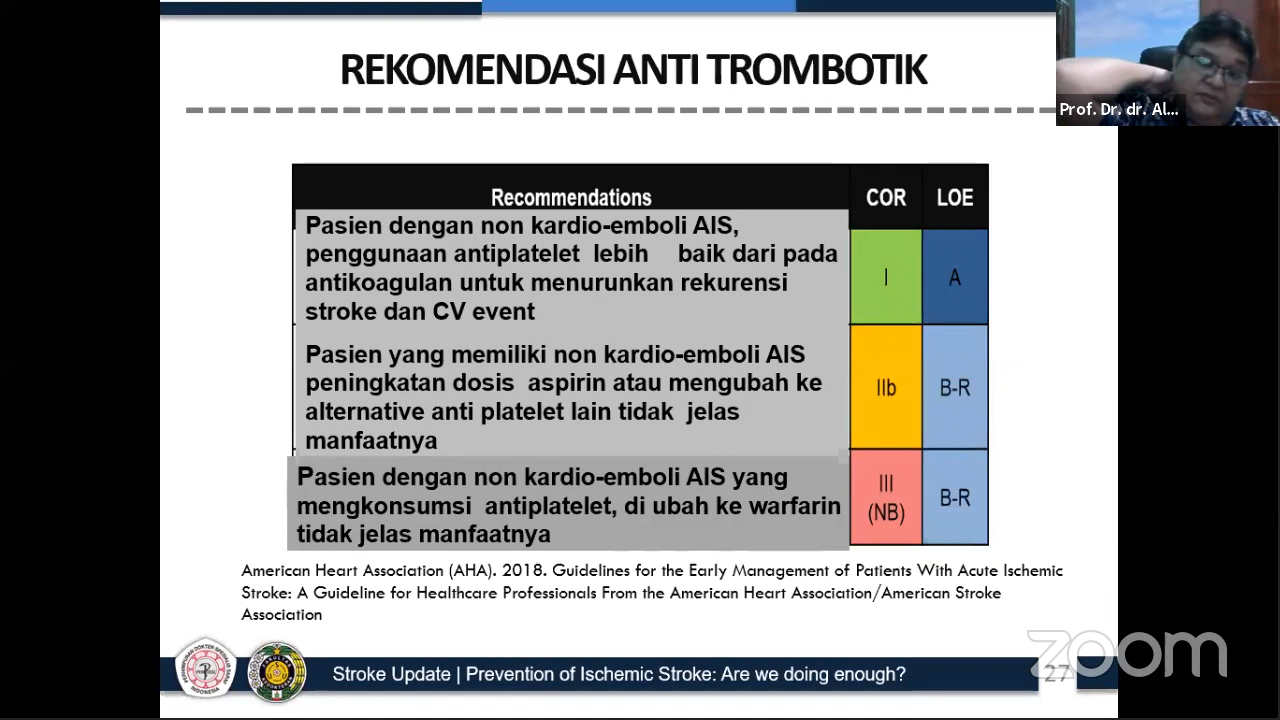 REKOMENDASI ANTI TROMBOTIK
Prof. Dr. dr. Al...
Recommendations COR LOE
Pasien dengan non kardio-emboli AIS,
penggunaan antiplatelet lebih baik dari pada
antikoagulan untuk menurunkan rekurensi
stroke dan CV event
I A
Pasien yang memiliki non kardio-emboli AIS
peningkatan dosis aspirin atau mengubah ke
alternative anti platelet lain tidak jelas
manfaatnya
IIb B-R
Pasien dengan non kardio-emboli AIS yang
mengkonsumsi antiplatelet, di ubah ke warfarin
tidak jelas manfaatnya
III
(NB)
B-R
American Heart Association (AHA). 2018. Guidelines for the Early Management of Patients With Acute Ischemic
Stroke: A Guideline for Healthcare Professionals From the American Heart Association/American Stroke
Association
Stroke Update | Prevention of Ischemic Stroke: Are we doing enough?
27
zoom